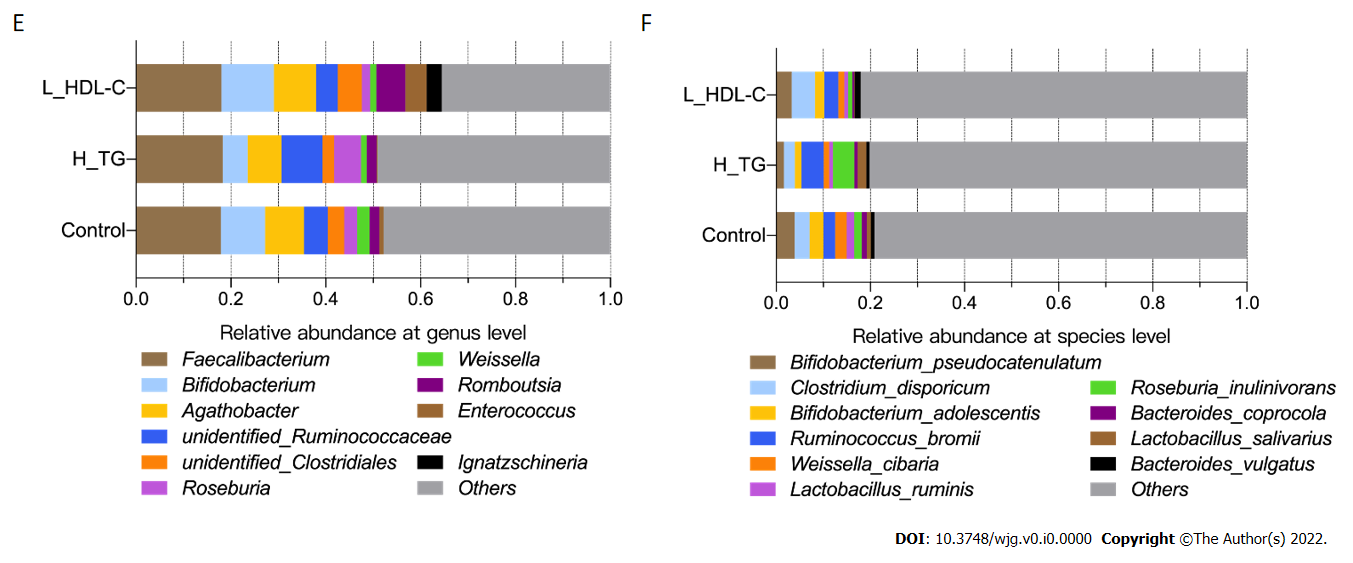 E
L_HDL-C
H_TG
Control
0.0 0.2 0.4 0.6 0.8 1.0
Relative abundance at genus level
Faecalibacterium
Bifidobacterium
Agathobacter
unidentified_Ruminococcaceae
unidentified_Clostridiales
Roseburia
Weissella
Romboutsia
Enterococcus
Ignatzschineria
Others
F
L_HDL-C
H_TG
Control
0.0 0.2 0.4 0.6 0.8 1.0
Relative abundance at species level
Bifidobacterium_pseudocatenulatum
Clostridium_disporicum
Bifidobacterium_adolescentis
Ruminococcus_bromii
Weissella_cibaria
Lactobacillus_ruminis
Roseburia_inulinivorans
Bacteroides_coprocola
Lactobacillus_salivarius
Bacteroides_vulgatus
Others
DOI: 10.3748/wjg.v0.i0.0000 Copyright ©The Author(s) 2022.